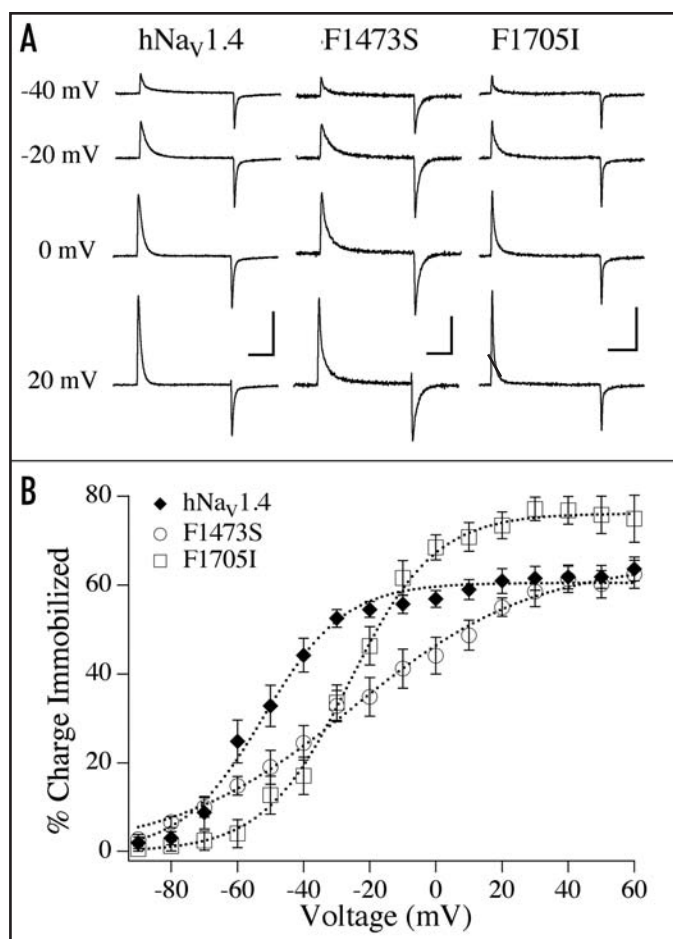 A
hNaV1.4 ·F1473S F1705I
-40 mV
-20 mV
0 mV
20 mV
B
80
60
40
20
0
% Charge Immobilized
hNaV1.4
F1473S
F1705I
-80 -60 -40 -20 0 20 40 60
Voltage (mV)